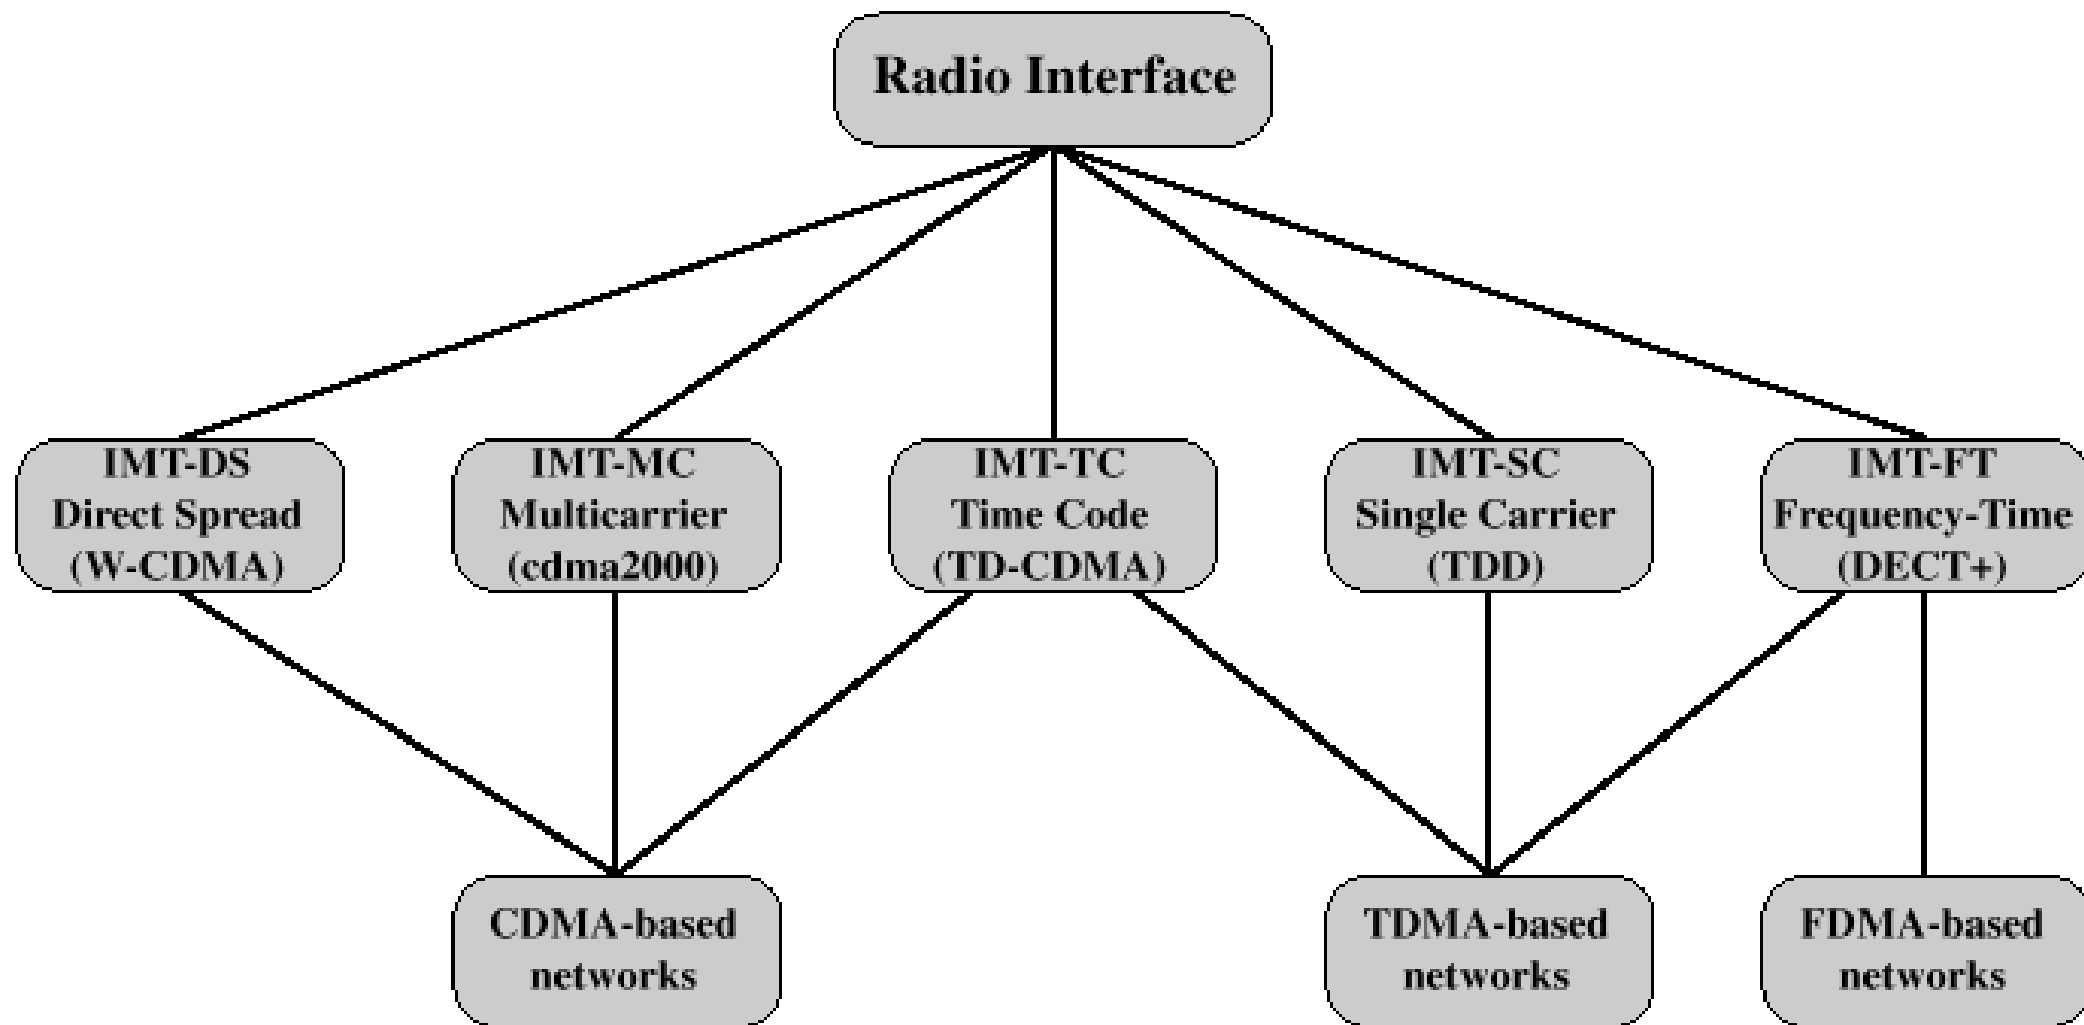 Radio Interface
IMT-DS
Direct Spread
(W-CDMA)
IMT-MC
Multicarrier
(cdma2000)
IMT-TC
Time Code
(TD-CDMA)
IMT-SC
Single Carrier
(TDD)
IMT-FT
Frequency-Time
(DECT+)
CDMA-based
networks
TDMA-based
networks
FDMA-based
networks